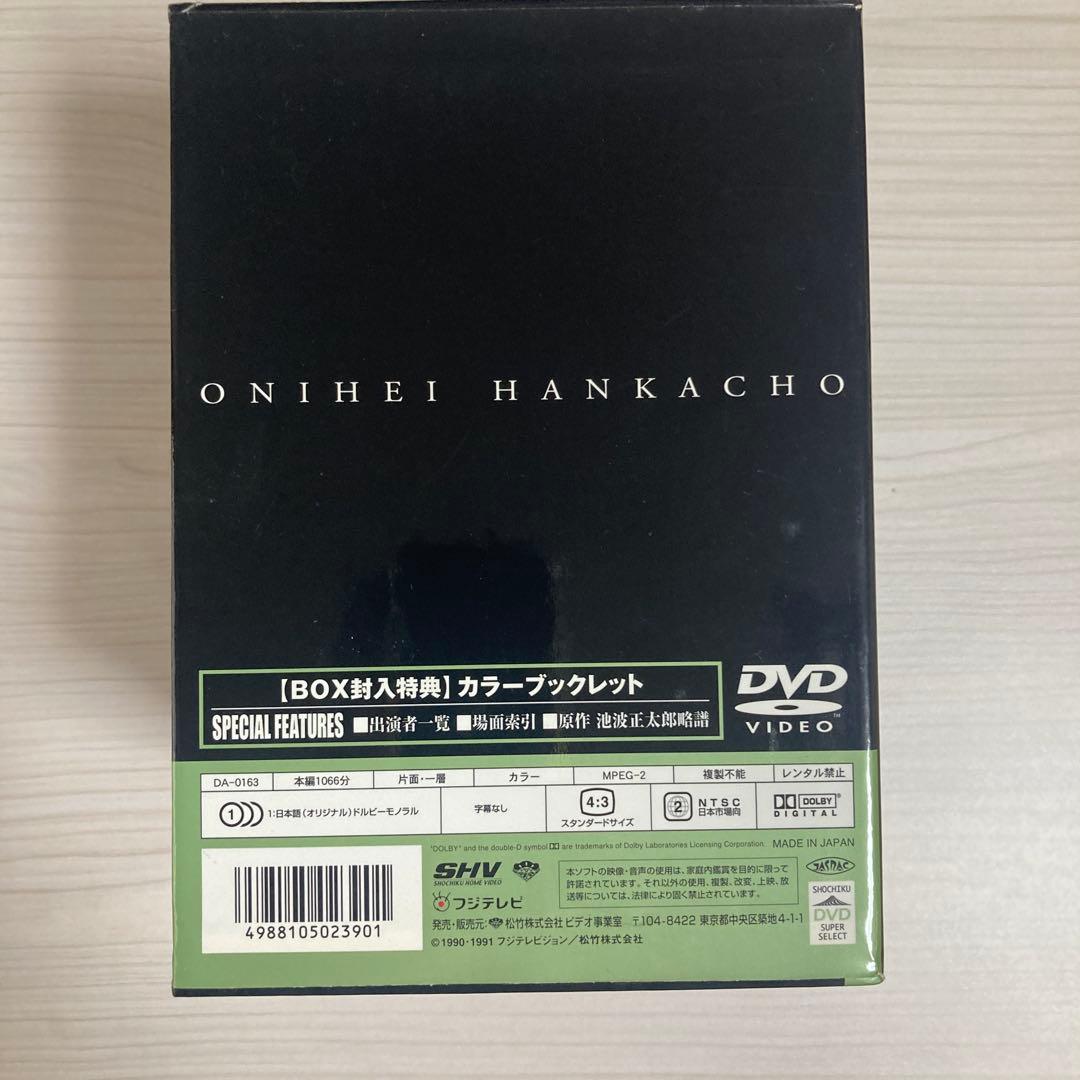 ONIHEI HANKACHO
【BOX封入特典】カラーブックレット
SPECIAL FEATURES ■出演者一覧 ■場面索引 ■原作 池波正太郎略譜
DVD
VIDEO™
DA-0163 本編1066分 片面・一層 カラー MPEG-2 複製不能 レンタル禁止
1 1:日本語(オリジナル)ドルビーモノラル
字幕なし
4:3
スタンダードサイズ
2 NTSC
日本市場向
DOLBY
DIGITAL
"DOLBY" and the double-D symbol are trademarks of Dolby Laboratories Licensing Corporation. MADE IN JAPAN
4988105023901
SHV
SHOCHIKU HOME VIDEO
フジテレビ
本ソフトの映像・音声の使用は、家庭内鑑賞を目的に限って
許諾されています。それ以外の使用、複製、改変、上映、放
送等については、法律により固く禁止されています。
JASRAC
SHOCHIKU
DVD
SUPER
SELECT
発売・販売元: 松竹株式会社 ビデオ事業室 〒104-8422 東京都中央区築地4-1-1
©1990・1991 フジテレビジョン/松竹株式会社